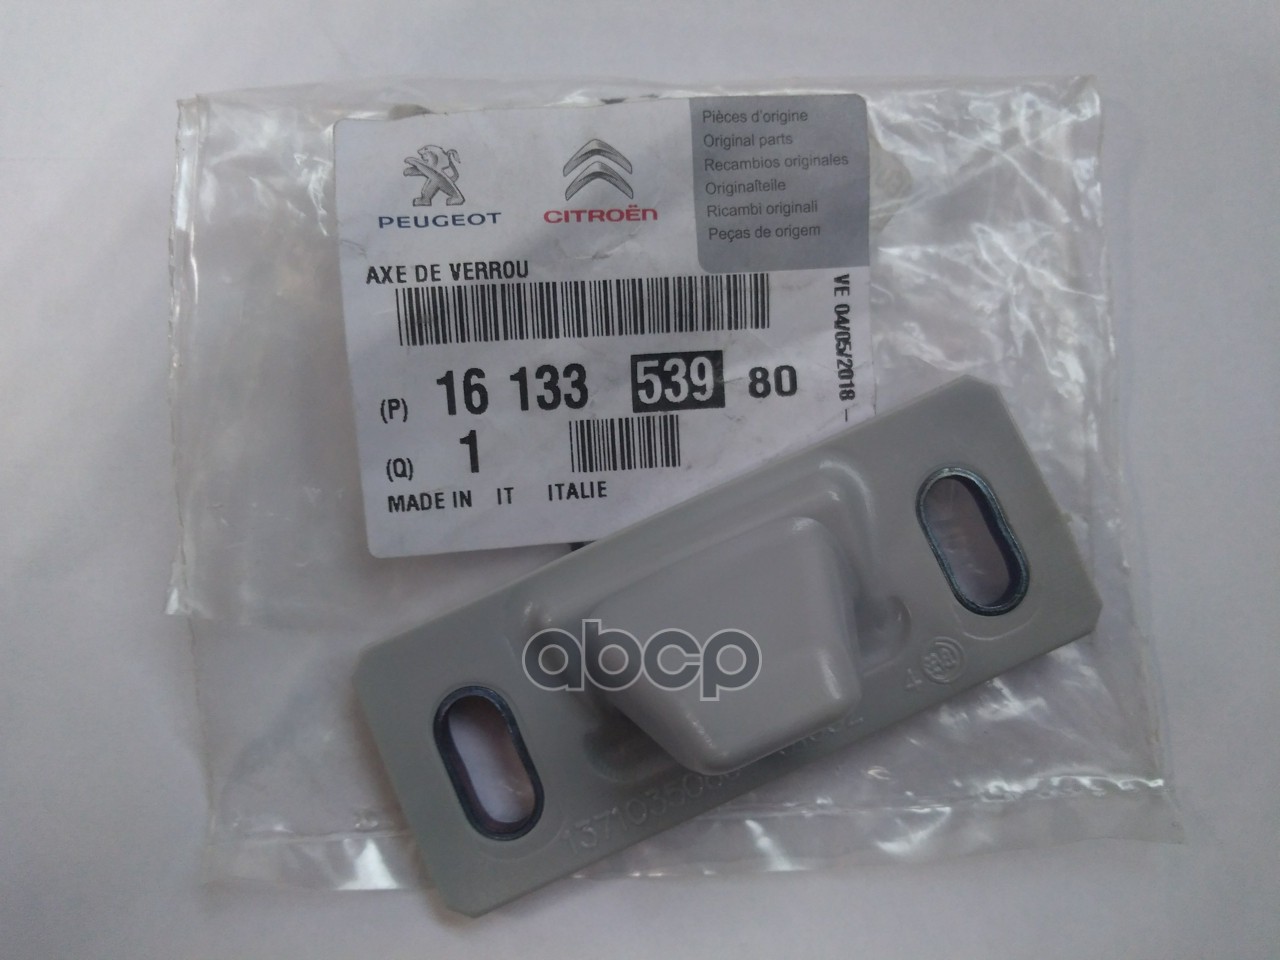 PEUGEOT
CITROËN
Pièces d'origine
Original parts
Recambios originales
Originalteile
Ricambi originali
Peças de origem
AXE DE VERROU
VE 04/05/2018 -
(P) 16 133 539 80
(Q) 1
MADE IN IT ITALIE
abcp
4